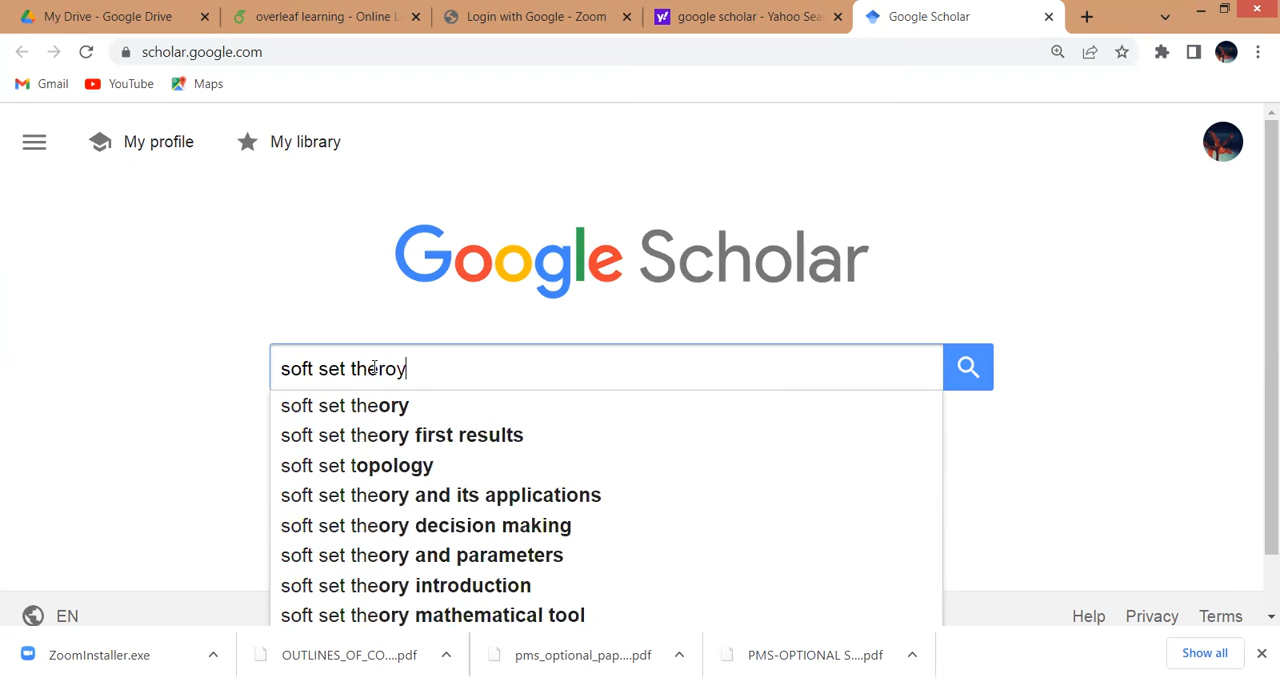 My Drive - Google Drive
overleaf learning - Online L
Login with Google - Zoom
google scholar - Yahoo Sea
Google Scholar
scholar.google.com
Gmail
YouTube
Maps
My profile
My library
Google Scholar
soft set theroy
soft set theory
soft set theory first results
soft set topology
soft set theory and its applications
soft set theory decision making
soft set theory and parameters
soft set theory introduction
soft set theory mathematical tool
EN
Help Privacy Terms
ZoomInstaller.exe
OUTLINES_OF_CO....pdf
pms_optional_pap....pdf
PMS-OPTIONAL S....pdf
Show all